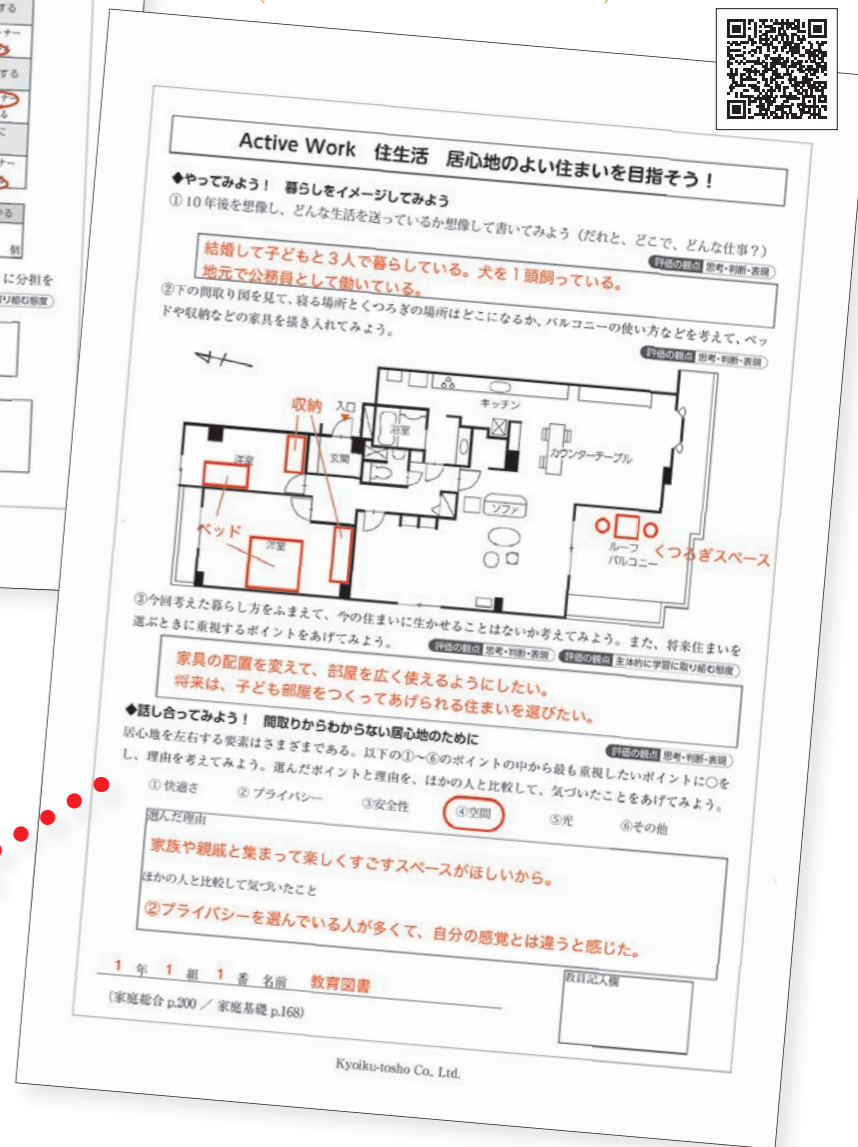 する
ナー
する
ナー
る
に
ナー
める
個
に分担を
り組む態度
Active Work 住生活 居心地のよい住まいを目指そう！
◆やってみよう！ 暮らしをイメージしてみよう
①10年後を想像し、どんな生活を送っているか想像して書いてみよう（だれと、どこで、どんな仕事？）
評価の観点 思考・判断・表現
結婚して子どもと３人で暮らしている。犬を１頭飼っている。
地元で公務員として働いている。
②下の間取り図を見て、寝る場所とくつろぎの場所はどこになるか、バルコニーの使い方などを考えて、ベッ
ドや収納などの家具を描き入れてみよう。
評価の観点 思考・判断・表現
収納
入口
キッチン
浴室
洋室
玄関
カウンターテーブル
ソファ
ベッド
洋室
ルーフ
バルコニー
くつろぎスペース
③今回考えた暮らし方をふまえて、今の住まいに生かせることはないか考えてみよう。また、将来住まいを
選ぶときに重視するポイントをあげてみよう。
評価の観点 思考・判断・表現 評価の観点 主体的に学習に取り組む態度
家具の配置を変えて、部屋を広く使えるようにしたい。
将来は、子ども部屋をつくってあげられる住まいを選びたい。
◆話し合ってみよう！ 間取りからわからない居心地のために
評価の観点 思考・判断・表現
居心地を左右する要素はさまざまである。以下の①～⑥のポイントの中から最も重視したいポイントに○を
し、理由を考えてみよう。選んだポイントと理由を、ほかの人と比較して、気づいたことをあげてみよう。
①快適さ ②プライバシー ③安全性 ④空間 ⑤光 ⑥その他
選んだ理由
家族や親戚と集まって楽しくすごすスペースがほしいから。
ほかの人と比較して気づいたこと
②プライバシーを選んでいる人が多くて、自分の感覚とは違うと感じた。
1 年 1 組 1 番 名前 教育図書
教員記入欄
（家庭総合 p.200 ／ 家庭基礎 p.168）
Kyoiku-tosho Co., Ltd.